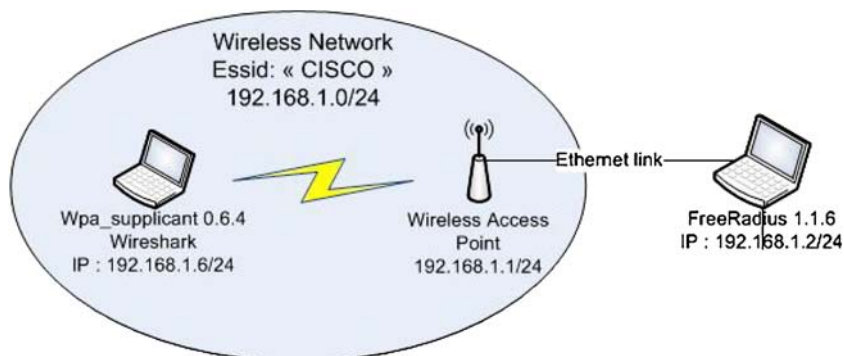 Wireless Network
Essid: « CISCO »
192.168.1.0/24
Ethernet link
Wpa_supplicant 0.6.4
Wireshark
IP : 192.168.1.6/24
Wireless Access
Point
192.168.1.1/24
FreeRadius 1.1.6
IP : 192.168.1.2/24